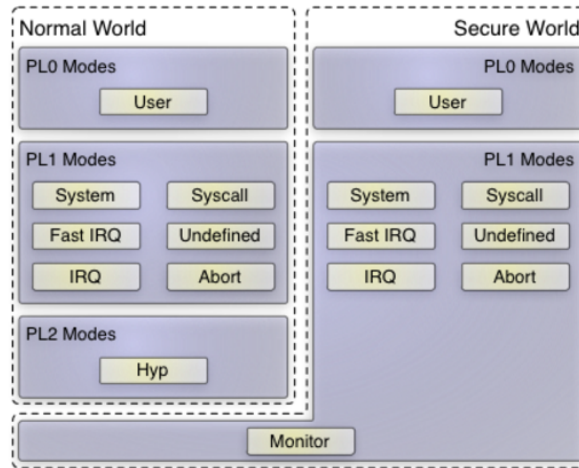 Normal World
PL0 Modes
User
PL1 Modes
System Syscall
Fast IRQ Undefined
IRQ Abort
PL2 Modes
Hyp
Secure World
PL0 Modes
User
PL1 Modes
System Syscall
Fast IRQ Undefined
IRQ Abort
Monitor